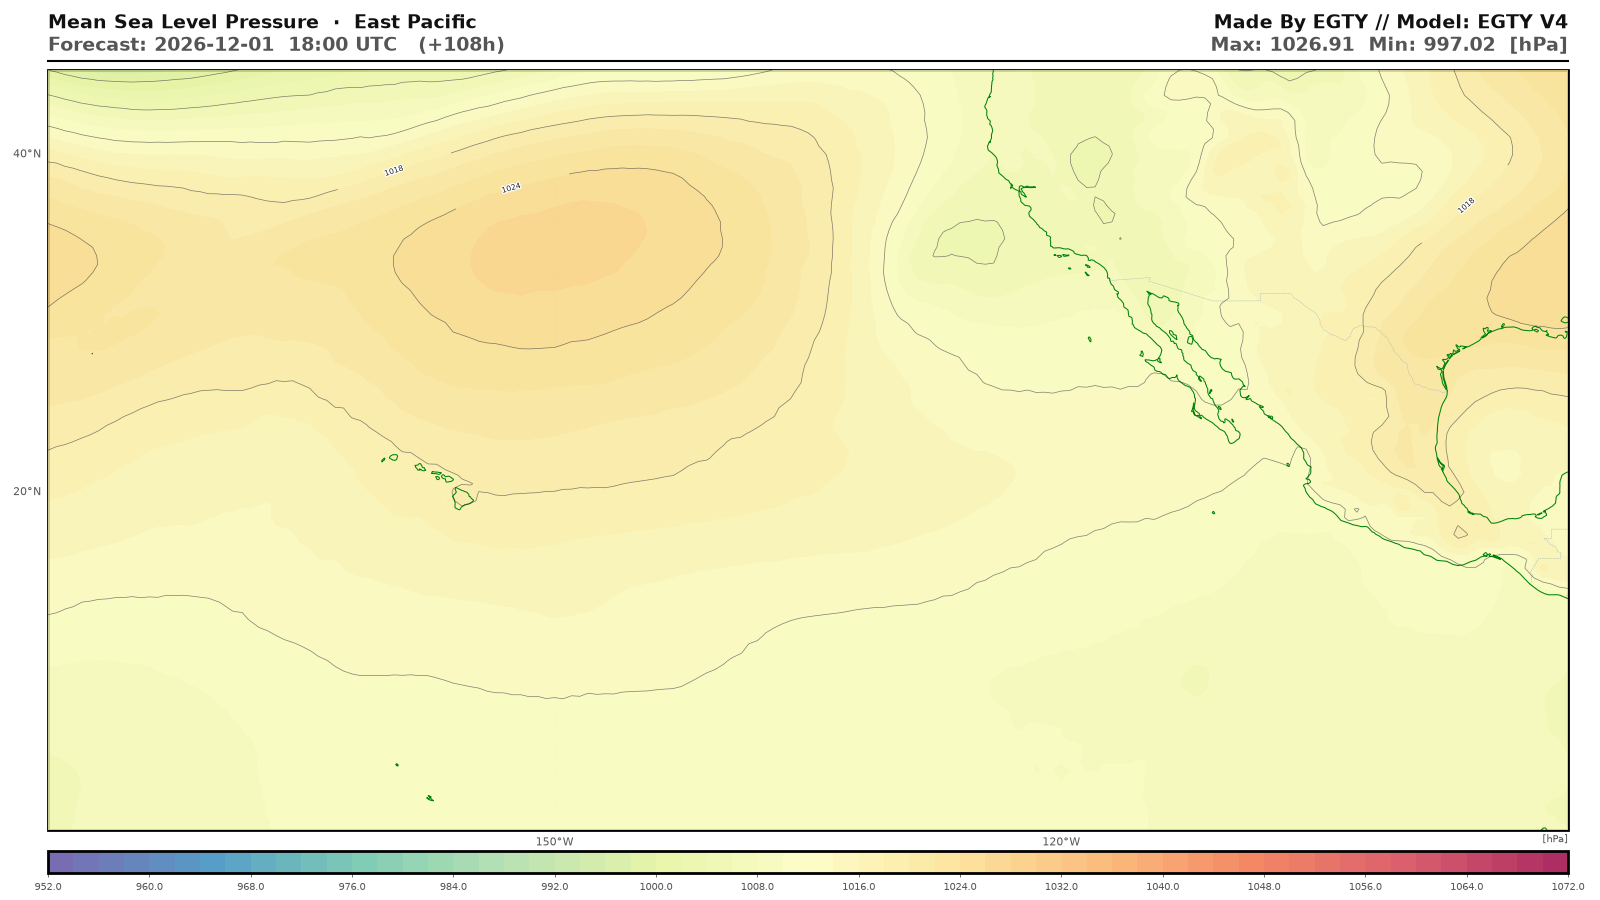 Mean Sea Level Pressure · East Pacific
Made By EGTY // Model: EGTY V4
Forecast: 2026-12-01 18:00 UTC (+108h)
Max: 1026.91 Min: 997.02 [hPa]
40°N
1018
1024
1018
20°N
150°W
120°W
[hPa]
952.0 960.0 968.0 976.0 984.0 992.0 1000.0 1008.0 1016.0 1024.0 1032.0 1040.0 1048.0 1056.0 1064.0 1072.0